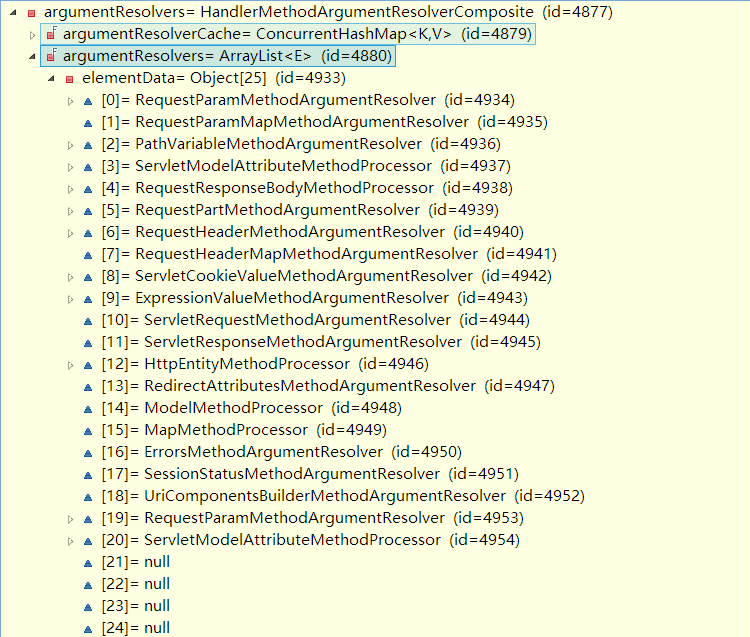 argumentResolvers= HandlerMethodArgumentResolverComposite (id=4877)
argumentResolverCache= ConcurrentHashMap<K,V> (id=4879)
argumentResolvers= ArrayList<E> (id=4880)
elementData= Object[25] (id=4933)
[0]= RequestParamMethodArgumentResolver (id=4934)
[1]= RequestParamMapMethodArgumentResolver (id=4935)
[2]= PathVariableMethodArgumentResolver (id=4936)
[3]= ServletModelAttributeMethodProcessor (id=4937)
[4]= RequestResponseBodyMethodProcessor (id=4938)
[5]= RequestPartMethodArgumentResolver (id=4939)
[6]= RequestHeaderMethodArgumentResolver (id=4940)
[7]= RequestHeaderMapMethodArgumentResolver (id=4941)
[8]= ServletCookieValueMethodArgumentResolver (id=4942)
[9]= ExpressionValueMethodArgumentResolver (id=4943)
[10]= ServletRequestMethodArgumentResolver (id=4944)
[11]= ServletResponseMethodArgumentResolver (id=4945)
[12]= HttpEntityMethodProcessor (id=4946)
[13]= RedirectAttributesMethodArgumentResolver (id=4947)
[14]= ModelMethodProcessor (id=4948)
[15]= MapMethodProcessor (id=4949)
[16]= ErrorsMethodArgumentResolver (id=4950)
[17]= SessionStatusMethodArgumentResolver (id=4951)
[18]= UriComponentsBuilderMethodArgumentResolver (id=4952)
[19]= RequestParamMethodArgumentResolver (id=4953)
[20]= ServletModelAttributeMethodProcessor (id=4954)
[21]= null
[22]= null
[23]= null
[24]= null